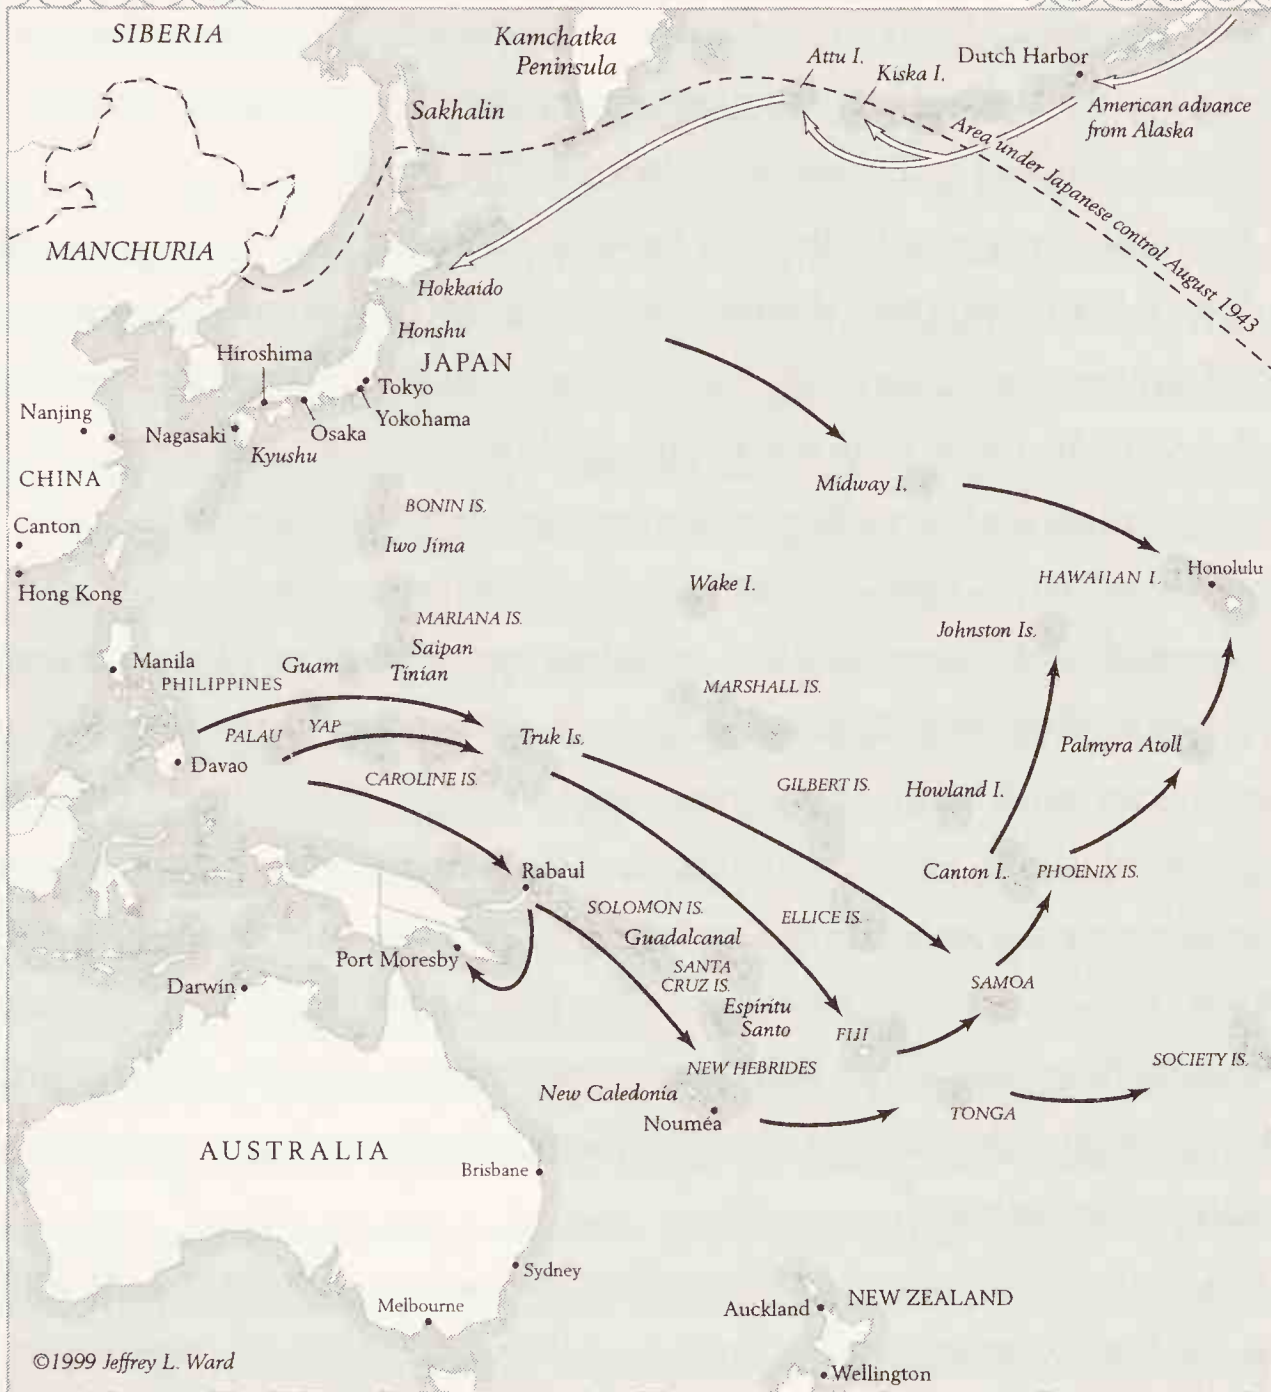 SIBERIA
Kamchatka
Peninsula
Attu I.
Kiska I.
Dutch Harbor
Sakhalin
American advance
from Alaska
Area under Japanese control August 1943
MANCHURIA
Hokkaido
Honshu
JAPAN
Hiroshima
Tokyo
Yokohama
Nanjing
Nagasaki
Osaka
Kyushu
CHINA
Midway I.
BONIN IS.
Canton
Iwo Jima
Honolulu
HAWAIIAN I.
Wake I.
Hong Kong
MARIANA IS.
Saipan
Johnston Is.
Manila
Guam
Tinian
PHILIPPINES
MARSHALL IS.
PALAU
YAP
Truk Is.
Palmyra Atoll
Davao
CAROLINE IS.
GILBERT IS.
Howland I.
Rabaul
Canton I.
PHOENIX IS.
SOLOMON IS.
ELLICE IS.
Guadalcanal
Port Moresby
SANTA
CRUZ IS.
Darwin
SAMOA
Espíritu
Santo
FIJI
NEW HEBRIDES
SOCIETY IS.
New Caledonia
Nouméa
TONGA
AUSTRALIA
Brisbane
Sydney
Melbourne
Auckland
NEW ZEALAND
©1999 Jeffrey L. Ward
Wellington